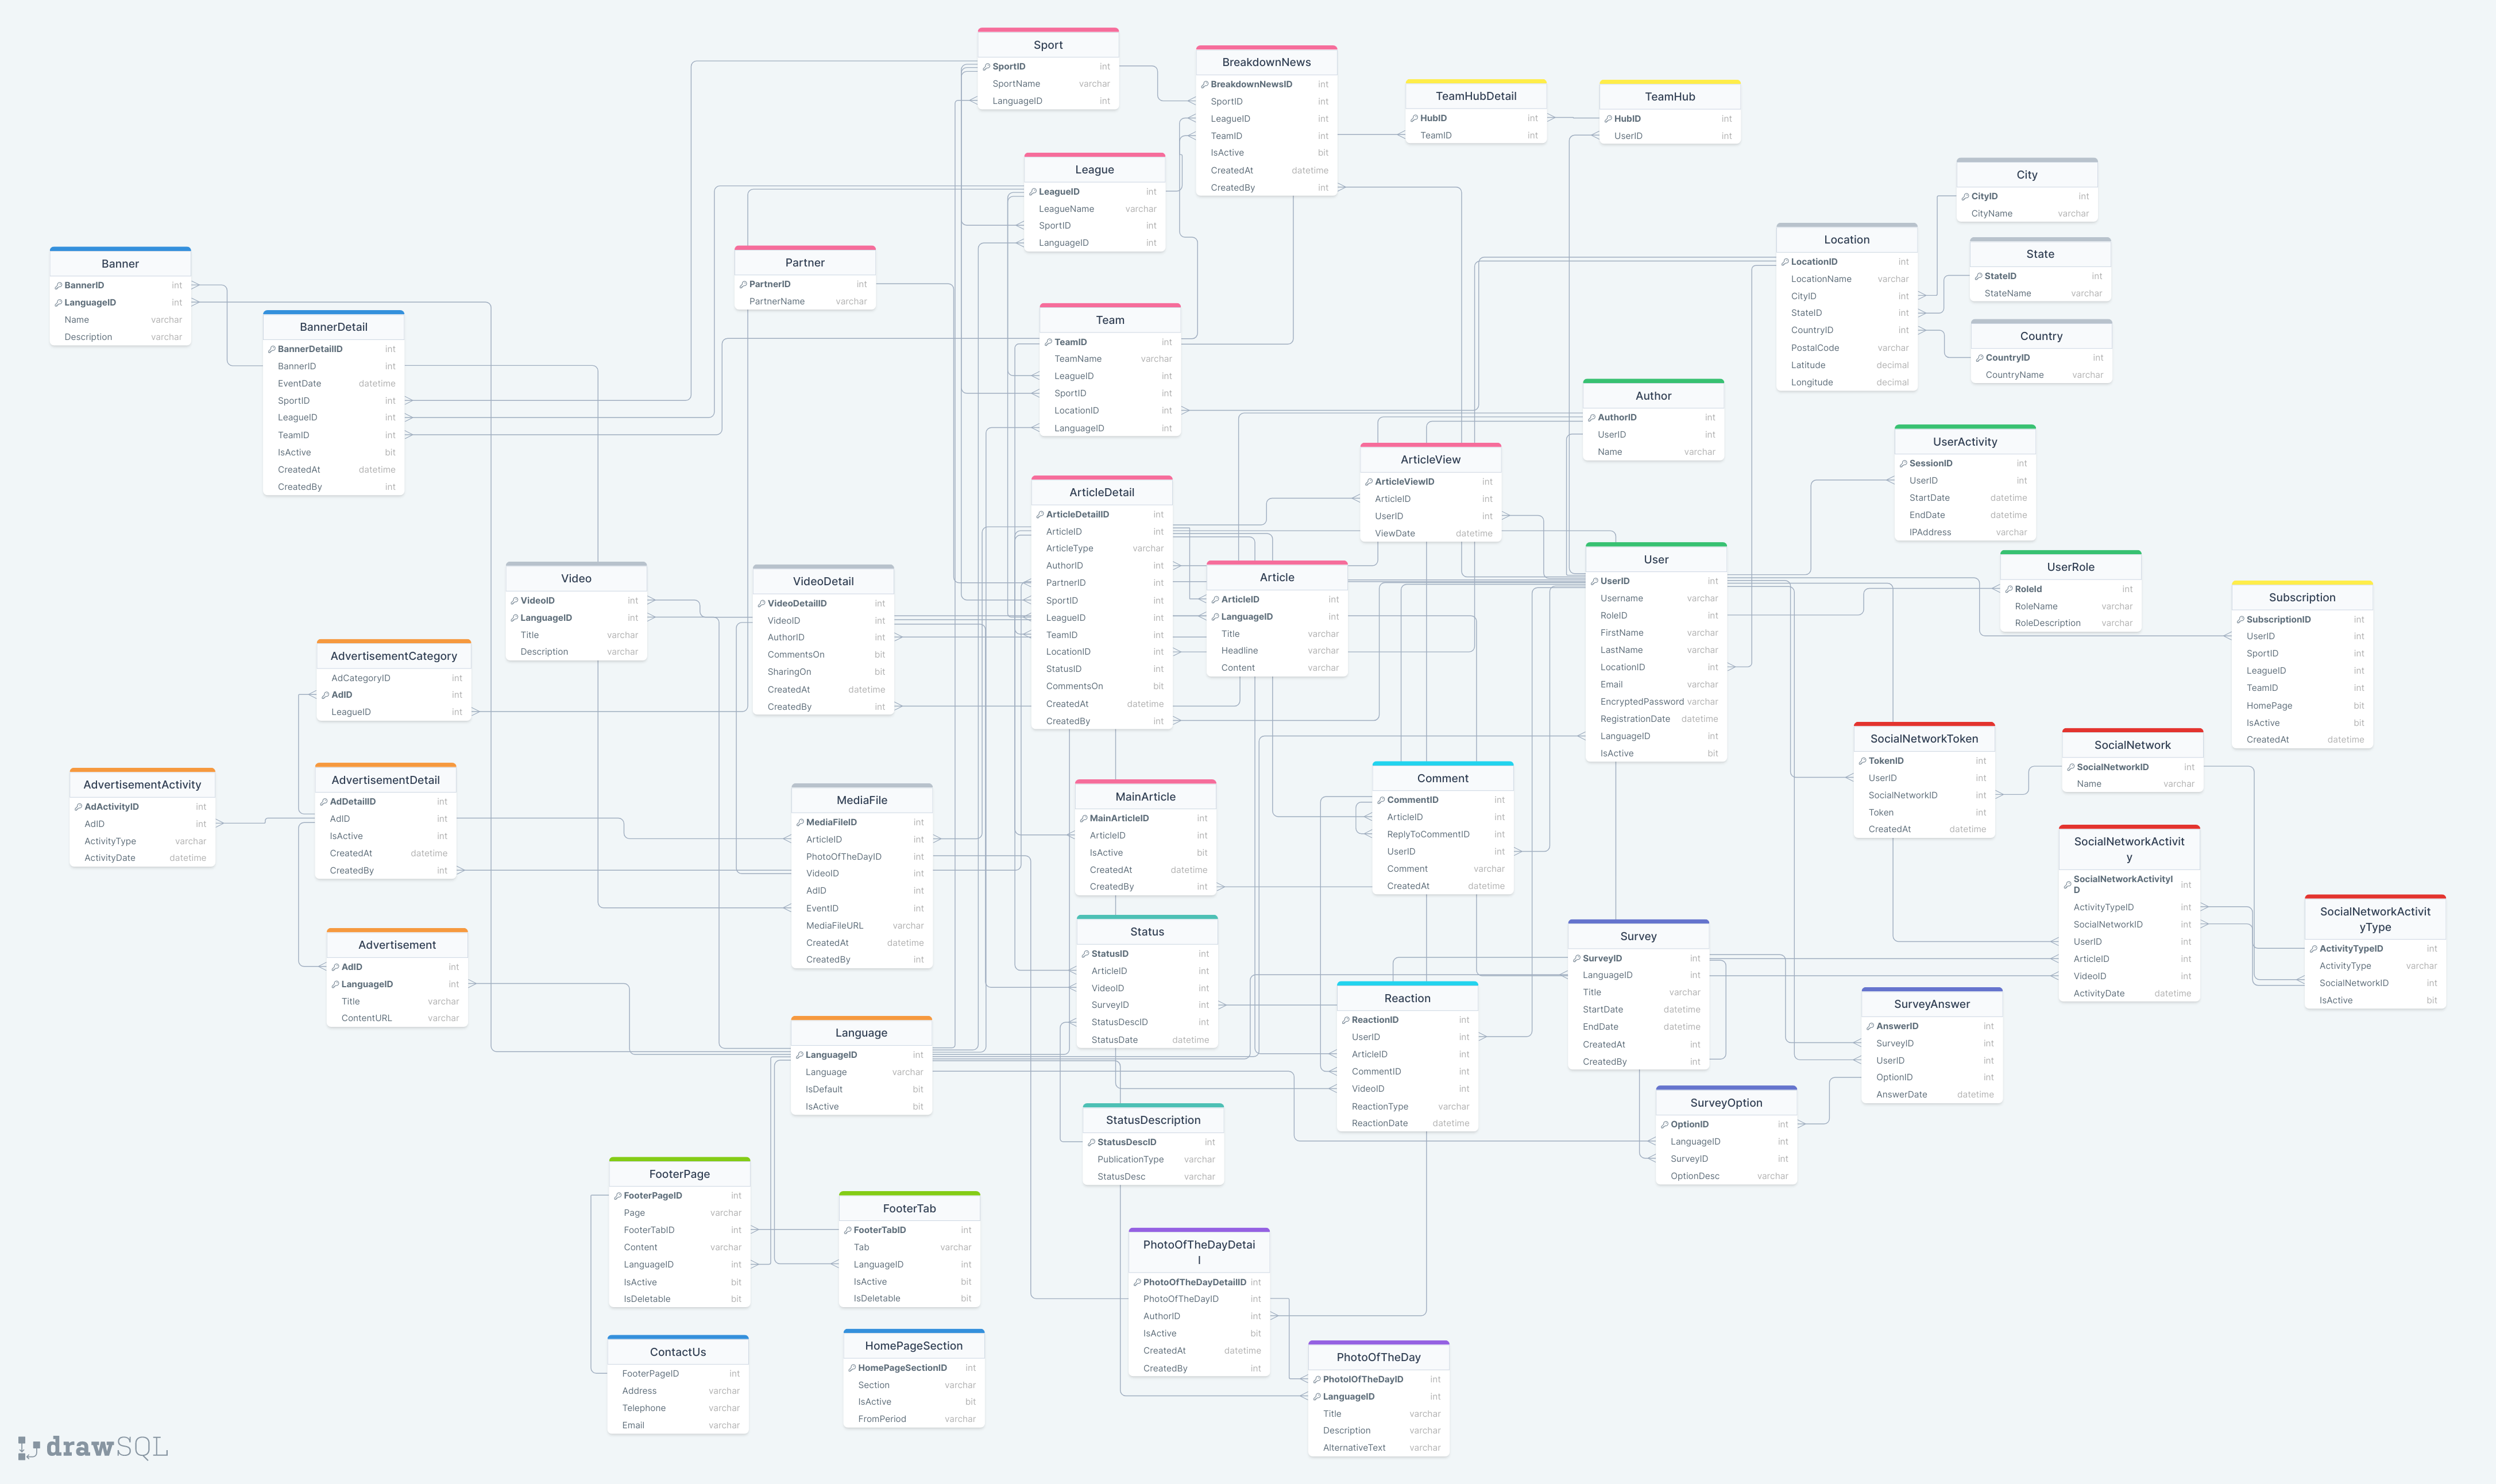 Sport
SportID int
SportName varchar
LanguageID int
BreakdownNews
BreakdownNewsID int
SportID int
LeagueID int
TeamID int
IsActive bit
CreatedAt datetime
CreatedBy int
TeamHubDetail
HubID int
TeamID int
TeamHub
HubID int
UserID int
League
LeagueID int
LeagueName varchar
SportID int
LanguageID int
City
CityID int
CityName varchar
Location
LocationID int
LocationName varchar
CityID int
StateID int
CountryID int
PostalCode varchar
Latitude decimal
Longitude decimal
State
StateID int
StateName varchar
Country
CountryID int
CountryName varchar
Banner
BannerID int
LanguageID int
Name varchar
Description varchar
BannerDetail
BannerDetailID int
BannerID int
EventDate datetime
SportID int
LeagueID int
TeamID int
IsActive bit
CreatedAt datetime
CreatedBy int
Partner
PartnerID int
PartnerName varchar
Team
TeamID int
TeamName varchar
LeagueID int
SportID int
LocationID int
LanguageID int
Author
AuthorID int
UserID int
Name varchar
ArticleView
ArticleViewID int
ArticleID int
UserID int
ViewDate datetime
UserActivity
SessionID int
UserID int
StartDate datetime
EndDate datetime
IPAddress varchar
ArticleDetail
ArticleDetailID int
ArticleID int
ArticleType varchar
AuthorID int
PartnerID int
SportID int
LeagueID int
TeamID int
LocationID int
StatusID int
CommentsOn bit
CreatedAt datetime
CreatedBy int
Article
ArticleID int
LanguageID int
Title varchar
Headline varchar
Content varchar
User
UserID int
Username varchar
RoleID int
FirstName varchar
LastName varchar
LocationID int
Email varchar
EncryptedPassword varchar
RegistrationDate datetime
LanguageID int
IsActive bit
UserRole
RoleId int
RoleName varchar
RoleDescription varchar
Subscription
SubscriptionID int
UserID int
SportID int
LeagueID int
TeamID int
HomePage bit
IsActive bit
CreatedAt datetime
Video
VideoID int
LanguageID int
Title varchar
Description varchar
VideoDetail
VideoDetailID int
VideoID int
AuthorID int
CommentsOn bit
SharingOn bit
CreatedAt datetime
CreatedBy int
AdvertisementCategory
AdCategoryID int
AdID int
LeagueID int
AdvertisementActivity
AdActivityID int
AdID int
ActivityType varchar
ActivityDate datetime
AdvertisementDetail
AdDetailID int
AdID int
IsActive int
CreatedAt datetime
CreatedBy int
Advertisement
AdID int
LanguageID int
Title varchar
ContentURL varchar
MediaFile
MediaFileID int
ArticleID int
PhotoOfTheDayID int
VideoID int
AdID int
EventID int
MediaFileURL varchar
CreatedAt datetime
CreatedBy int
MainArticle
MainArticleID int
ArticleID int
IsActive bit
CreatedAt datetime
CreatedBy int
Comment
CommentID int
ArticleID int
ReplyToCommentID int
UserID int
Comment varchar
CreatedAt datetime
SocialNetworkToken
TokenID int
UserID int
SocialNetworkID int
Token int
CreatedAt datetime
SocialNetwork
SocialNetworkID int
Name varchar
SocialNetworkActivit
y
SocialNetworkActivityI
D int
ActivityTypeID int
SocialNetworkID int
UserID int
ArticleID int
VideoID int
ActivityDate datetime
SocialNetworkActivit
yType
ActivityTypeID int
ActivityType varchar
SocialNetworkID int
IsActive bit
Status
StatusID int
ArticleID int
VideoID int
SurveyID int
StatusDescID int
StatusDate datetime
Survey
SurveyID int
LanguageID int
Title varchar
StartDate datetime
EndDate datetime
CreatedAt int
CreatedBy int
Reaction
ReactionID int
UserID int
ArticleID int
CommentID int
VideoID int
ReactionType varchar
ReactionDate datetime
SurveyAnswer
AnswerID int
SurveyID int
UserID int
OptionID int
AnswerDate datetime
SurveyOption
OptionID int
LanguageID int
SurveyID int
OptionDesc varchar
Language
LanguageID int
Language varchar
IsDefault bit
IsActive bit
StatusDescription
StatusDescID int
PublicationType varchar
StatusDesc varchar
FooterPage
FooterPageID int
Page varchar
FooterTabID int
Content varchar
LanguageID int
IsActive bit
IsDeletable bit
FooterTab
FooterTabID int
Tab varchar
LanguageID int
IsActive bit
IsDeletable bit
PhotoOfTheDayDetai
l
PhotoOfTheDayDetailID int
PhotoOfTheDayID int
AuthorID int
IsActive bit
CreatedAt datetime
CreatedBy int
PhotoOfTheDay
PhotoIOfTheDayID int
LanguageID int
Title varchar
Description varchar
AlternativeText varchar
ContactUs
FooterPageID int
Address varchar
Telephone varchar
Email varchar
HomePageSection
HomePageSectionID int
Section varchar
IsActive bit
FromPeriod varchar
drawSQL